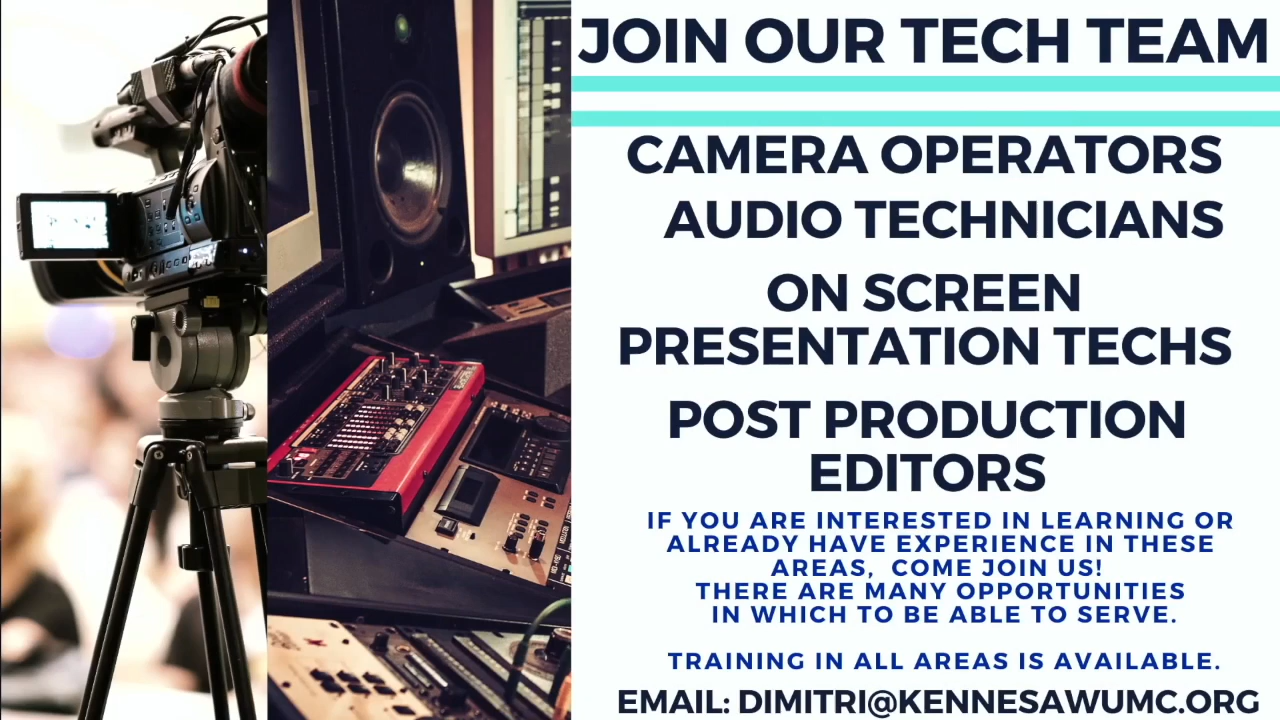 JOIN OUR TECH TEAM
CAMERA OPERATORS
AUDIO TECHNICIANS
ON SCREEN
PRESENTATION TECHS
POST PRODUCTION
EDITORS
IF YOU ARE INTERESTED IN LEARNING OR
ALREADY HAVE EXPERIENCE IN THESE
AREAS, COME JOIN US!
THERE ARE MANY OPPORTUNITIES
IN WHICH TO BE ABLE TO SERVE.
TRAINING IN ALL AREAS IS AVAILABLE.
EMAIL: DIMITRI@KENNESAWUMC.ORG